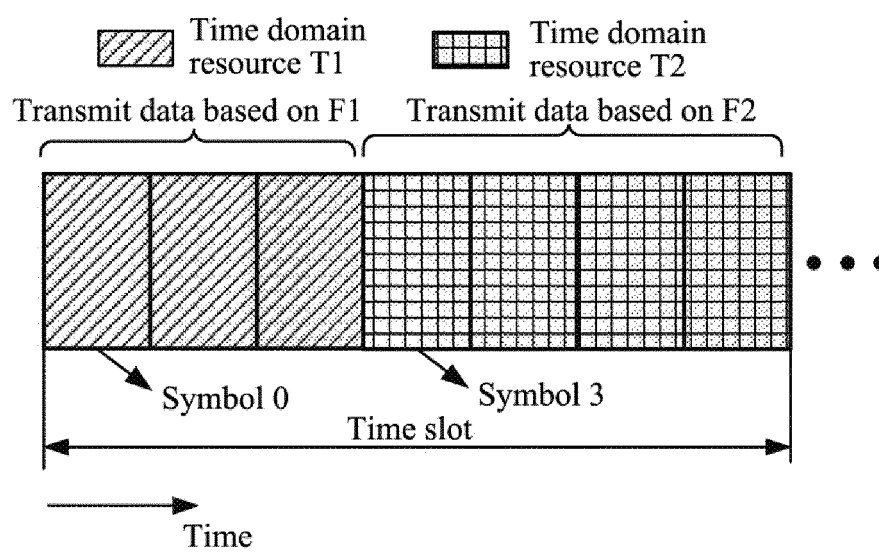 Time domain
resource T1
Time domain
resource T2
Transmit data based on F1
Transmit data based on F2
Symbol 0
Symbol 3
Time slot
Time